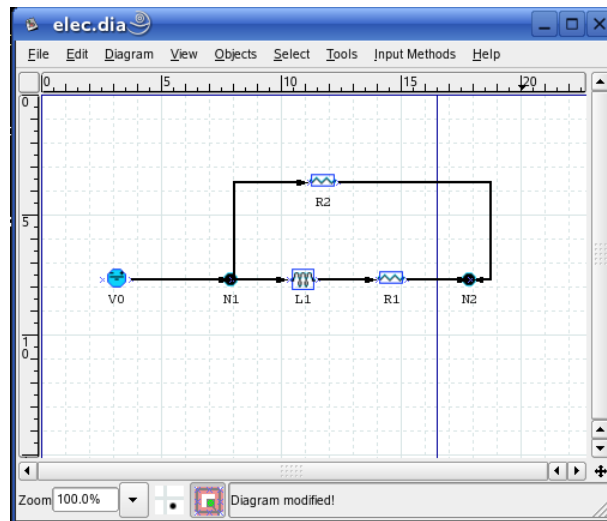 elec.dia
File Edit Diagram View Objects Select Tools Input Methods Help
0 5 10 15 20
0
5
10
R2
V0 N1 L1 R1 N2
Zoom 100.0% Diagram modified!